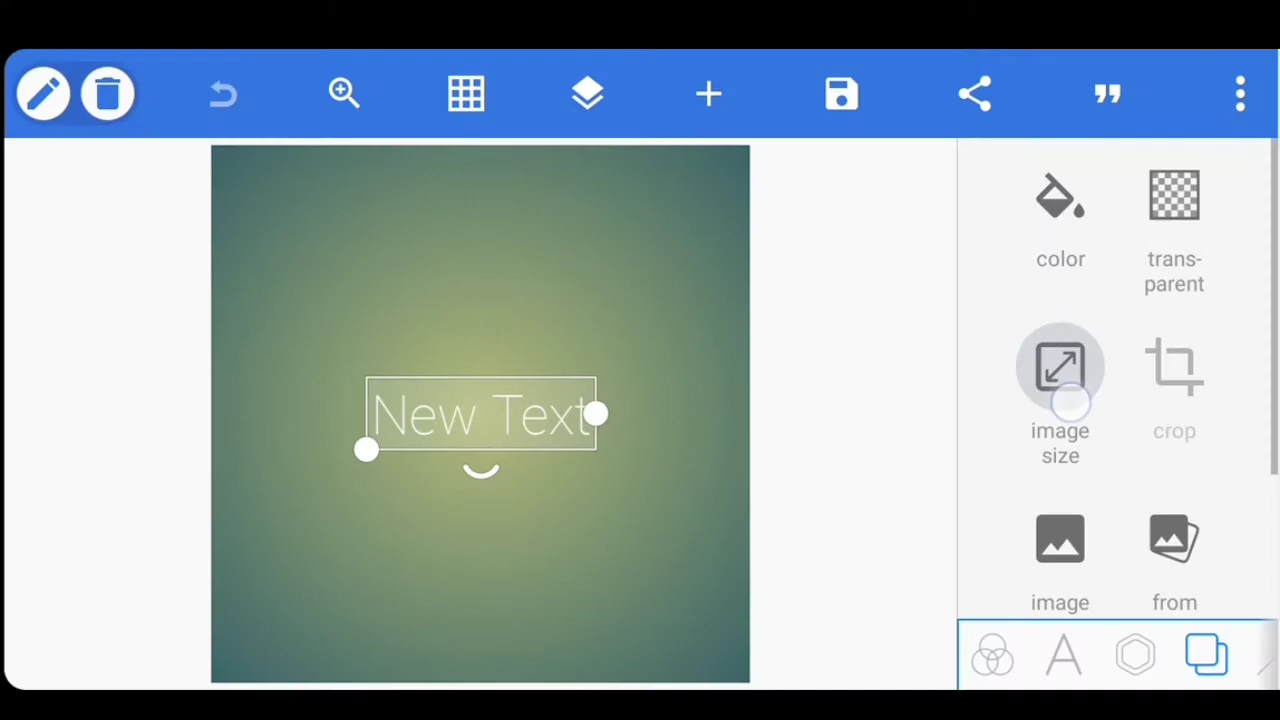 New Text
color
trans-
parent
image
size
crop
image
from